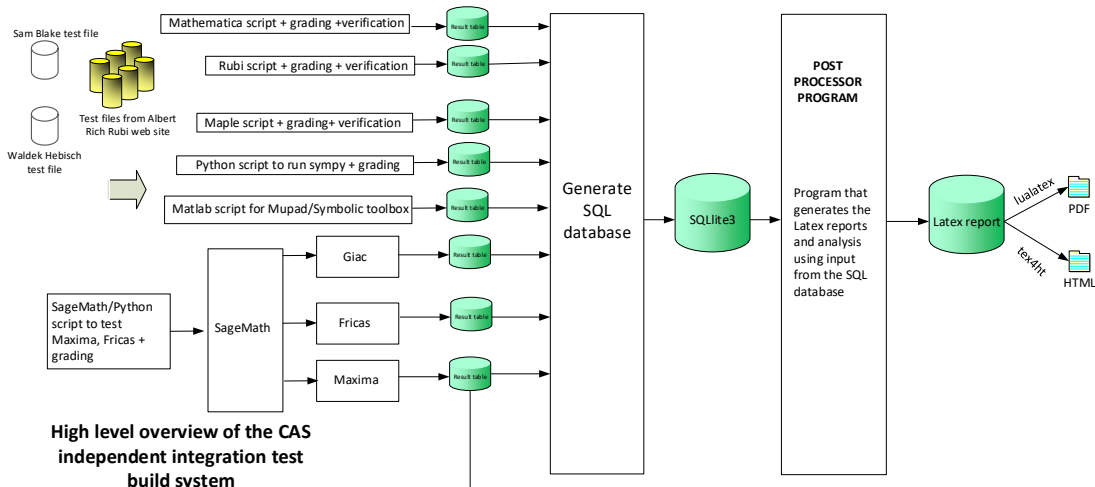 Sam Blake test file
Test files from Albert
Rich Rubi web site
Waldek Hebisch
test file
Mathematica script + grading +verification
Result table
Rubi script + grading + verification
Result table
Maple script + grading+ verification
Result table
Python script to run sympy + grading
Result table
Matlab script for Mupad/Symbolic toolbox
Result table
SageMath/Python
script to test
Maxima, Fricas +
grading
SageMath
Giac
Result table
Fricas
Result table
Maxima
Result table
Generate
SQL
database
SQLlite3
POST
PROCESSOR
PROGRAM
Program that
generates the
Latex reports
and analysis
using input
from the SQL
database
Latex report
lualatex
PDF
tex4ht
HTML
High level overview of the CAS
independent integration test
build system